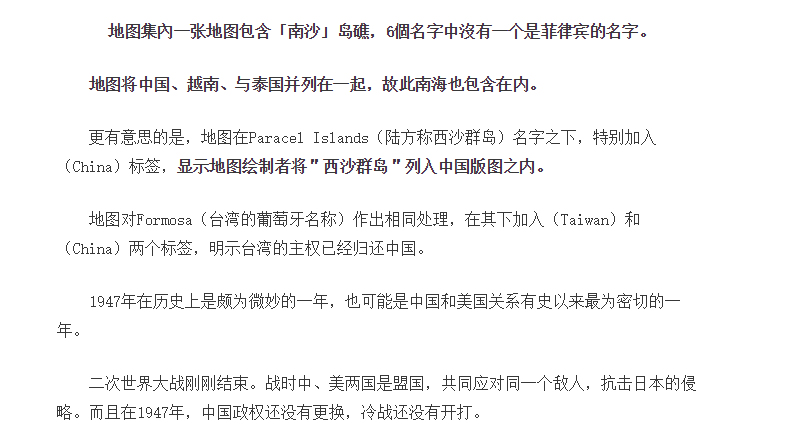 地图集內一张地图包含「南沙」岛礁，6個名字中沒有一个是菲律宾的名字。
地图将中国、越南、与泰国并列在一起，故此南海也包含在内。
更有意思的是，地图在Paracel Islands（陆方称西沙群岛）名字之下，特别加入
（China）标签，显示地图绘制者将＂西沙群岛＂列入中国版图之内。
地图对Formosa（台湾的葡萄牙名称）作出相同处理，在其下加入（Taiwan）和
（China）两个标签，明示台湾的主权已经归还中国。
1947年在历史上是颇为微妙的一年，也可能是中国和美国关系有史以来最为密切的一
年。
二次世界大战刚刚结束。战时中、美两国是盟国，共同应对同一个敌人，抗击日本的侵
略。而且在1947年，中国政权还没有更换，冷战还没有开打。